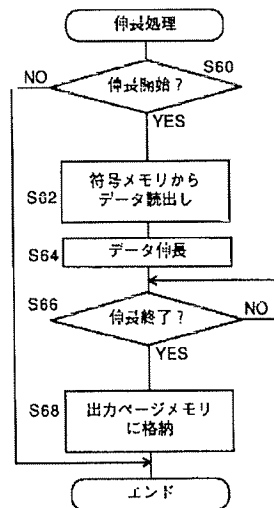 伸長処理
NO
S60
伸長開始?
YES
符号メモリから
データ読出し
S62
データ伸長
S64
S66
NO
伸長終了?
YES
S68
出力ページメモリ
に格納
エンド